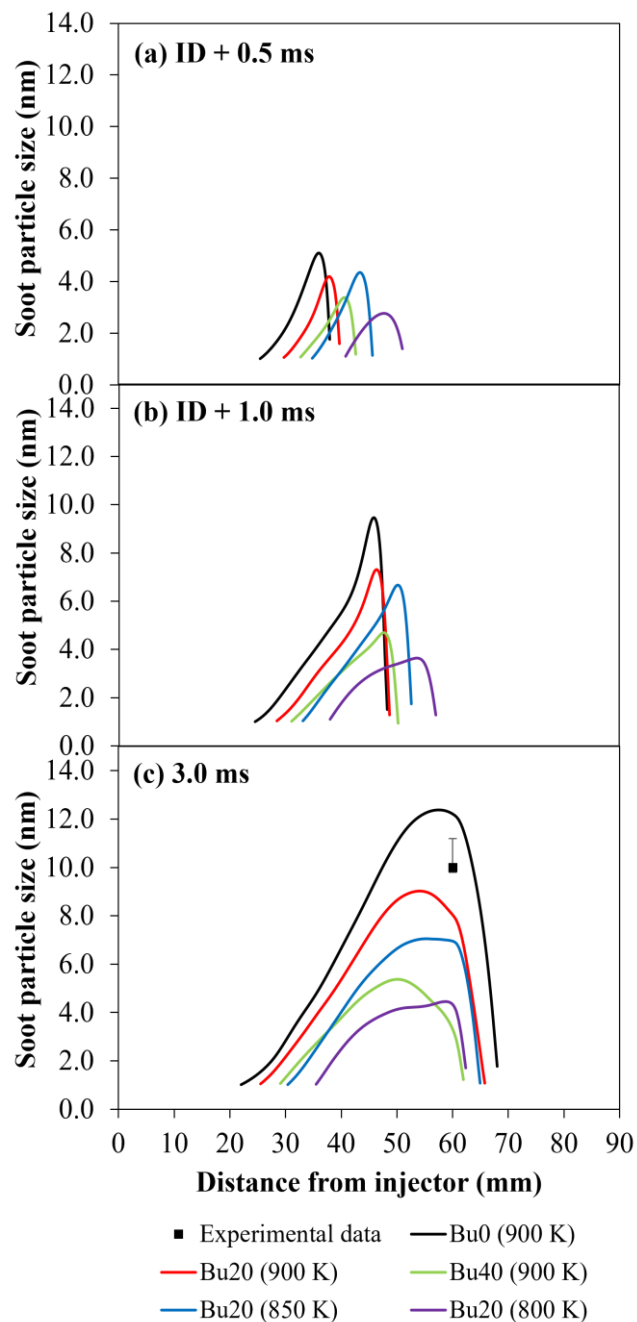 14.0
(a) ID + 0.5 ms
12.0
10.0
8.0
6.0
4.0
2.0
0.0
Soot particle size (nm)
14.0
(b) ID + 1.0 ms
12.0
10.0
8.0
6.0
4.0
2.0
0.0
Soot particle size (nm)
14.0
(c) 3.0 ms
12.0
10.0
8.0
6.0
4.0
2.0
0.0
Soot particle size (nm)
0 10 20 30 40 50 60 70 80 90
Distance from injector (mm)
Experimental data Bu0 (900 K)
Bu20 (900 K) Bu40 (900 K)
Bu20 (850 K) Bu20 (800 K)